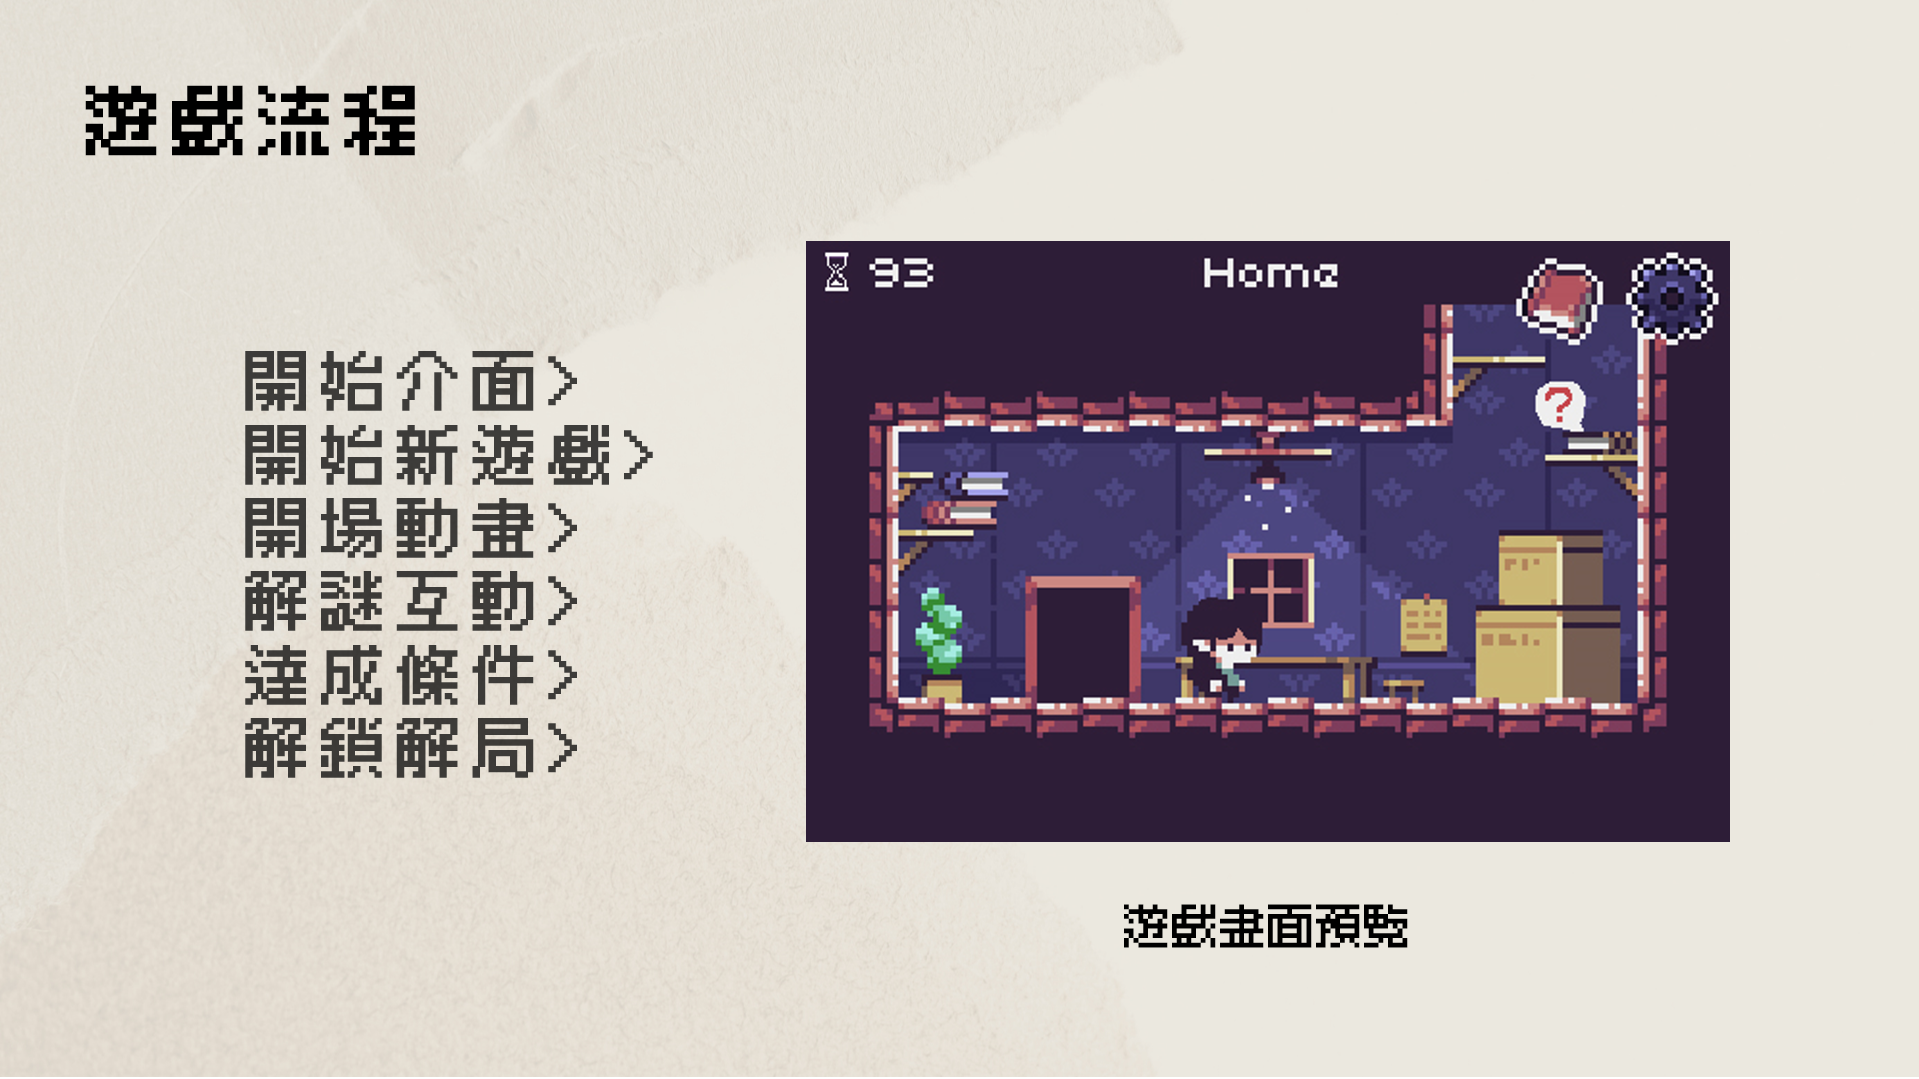 遊戲流程
開始介面>
開始新遊戲>
開場動畫>
解謎互動>
達成條件>
解鎖解局>
93
Home
?
遊戲畫面預覽